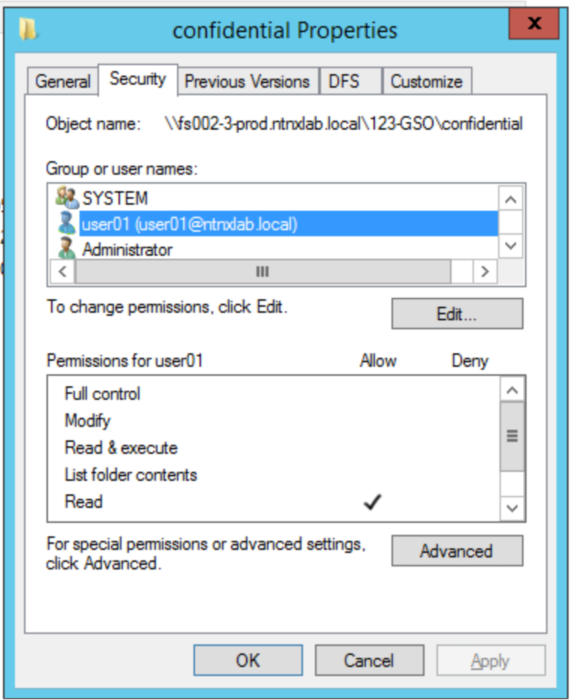 confidential Properties
x
General Security Previous Versions DFS Customize
Object name: \\fs002-3-prod.ntnxlab.local\123-GSO\confidential
Group or user names:
SYSTEM
user01 (user01@ntnxlab.local)
Administrator
To change permissions, click Edit.
Edit...
Permissions for user01 Allow Deny
Full control
Modify
Read & execute
List folder contents
Read
For special permissions or advanced settings,
click Advanced.
Advanced
OK Cancel Apply